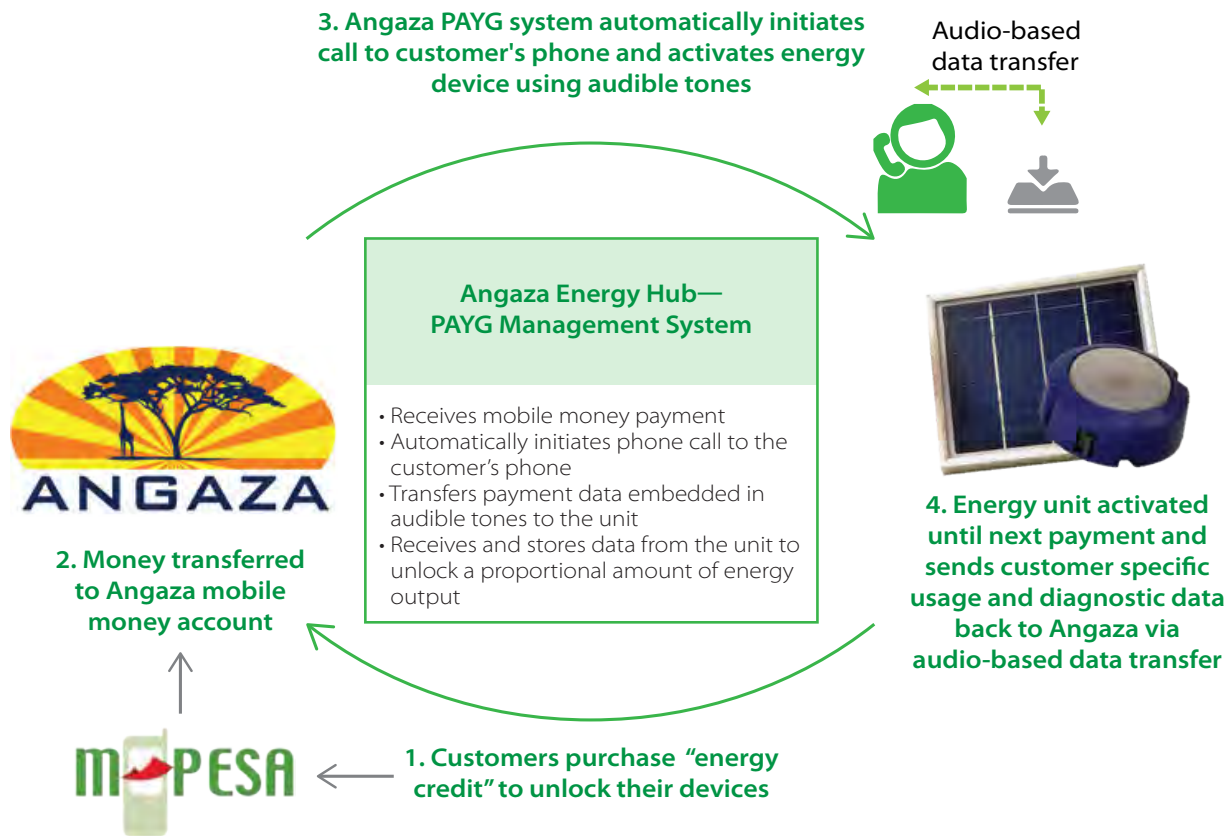 3. Angaza PAYG system automatically initiates
call to customer's phone and activates energy
device using audible tones
Audio-based
data transfer
Angaza Energy Hub—
PAYG Management System
• Receives mobile money payment
• Automatically initiates phone call to the
customer’s phone
• Transfers payment data embedded in
audible tones to the unit
• Receives and stores data from the unit to
unlock a proportional amount of energy
output
ANGAZA
2. Money transferred
to Angaza mobile
money account
4. Energy unit activated
until next payment and
sends customer specific
usage and diagnostic data
back to Angaza via
audio-based data transfer
M PESA
1. Customers purchase “energy
credit” to unlock their devices